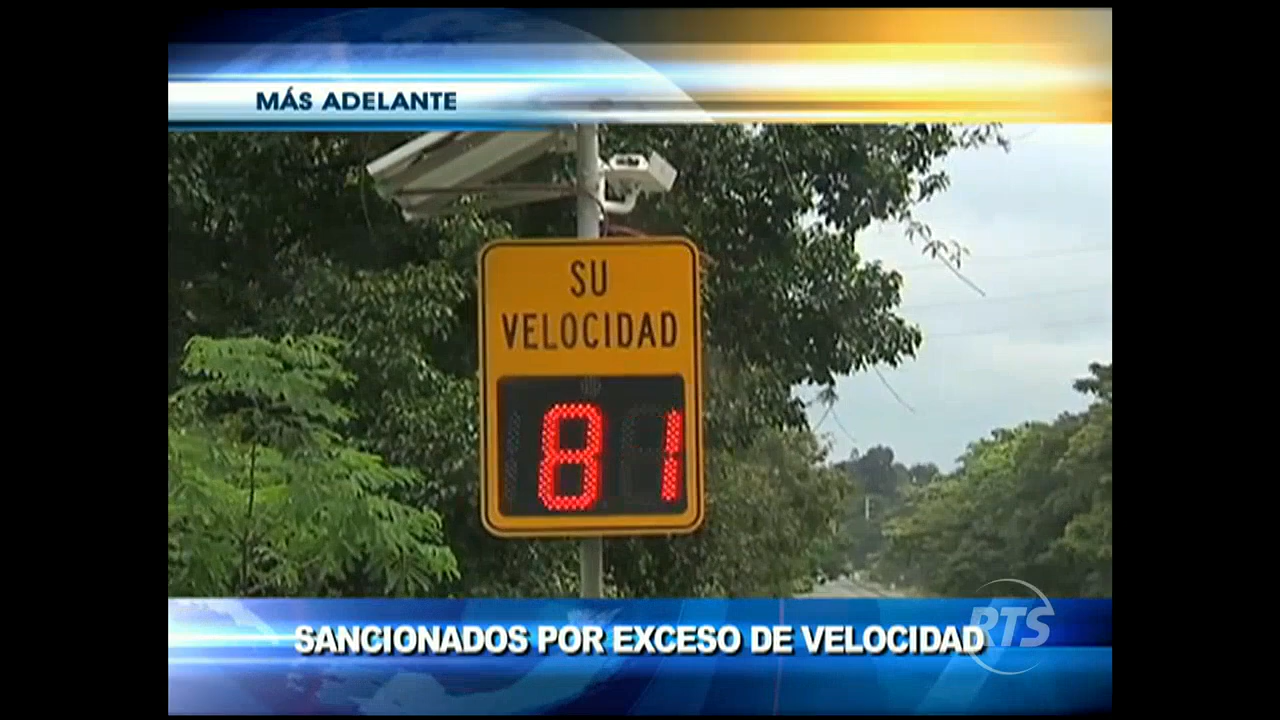 MÁS ADELANTE
SU
VELOCIDAD
81
SANCIONADOS POR EXCESO DE VELOCIDAD
RTS